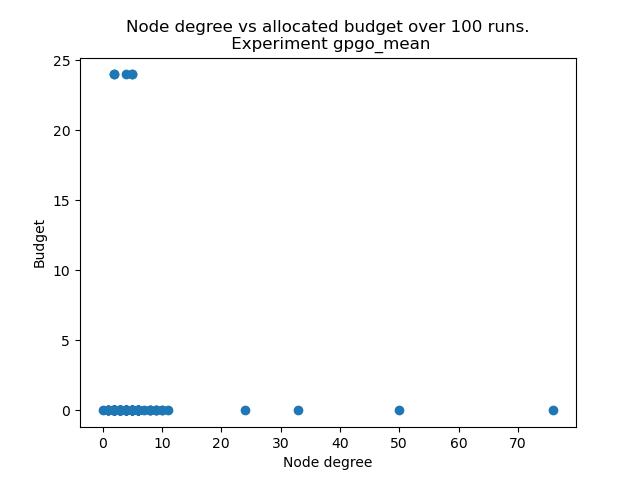 Node degree vs allocated budget over 100 runs.
Experiment gpgo_mean
25
20
15
10
5
0
Budget
0 10 20 30 40 50 60 70
Node degree